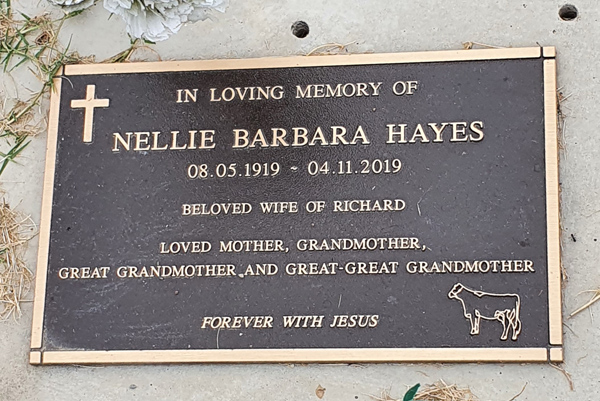 IN LOVING MEMORY OF
NELLIE BARBARA HAYES
08.05.1919 ~ 04.11.2019
BELOVED WIFE OF RICHARD
LOVED MOTHER, GRANDMOTHER,
GREAT GRANDMOTHER AND GREAT-GREAT GRANDMOTHER
FOREVER WITH JESUS